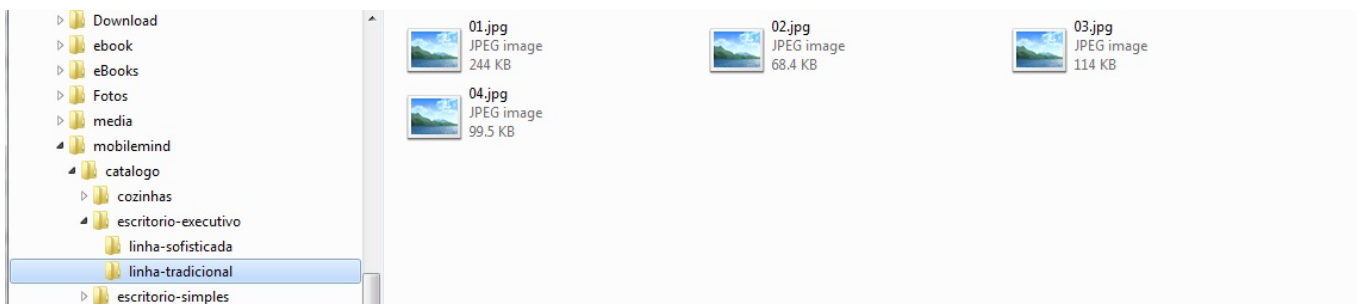 Download
ebook
eBooks
Fotos
media
mobilemind
catalogo
cozinhas
escritorio-executivo
linha-sofisticada
linha-tradicional
escritorio-simples
01.jpg
JPEG image
244 KB
02.jpg
JPEG image
68.4 KB
03.jpg
JPEG image
114 KB
04.jpg
JPEG image
99.5 KB